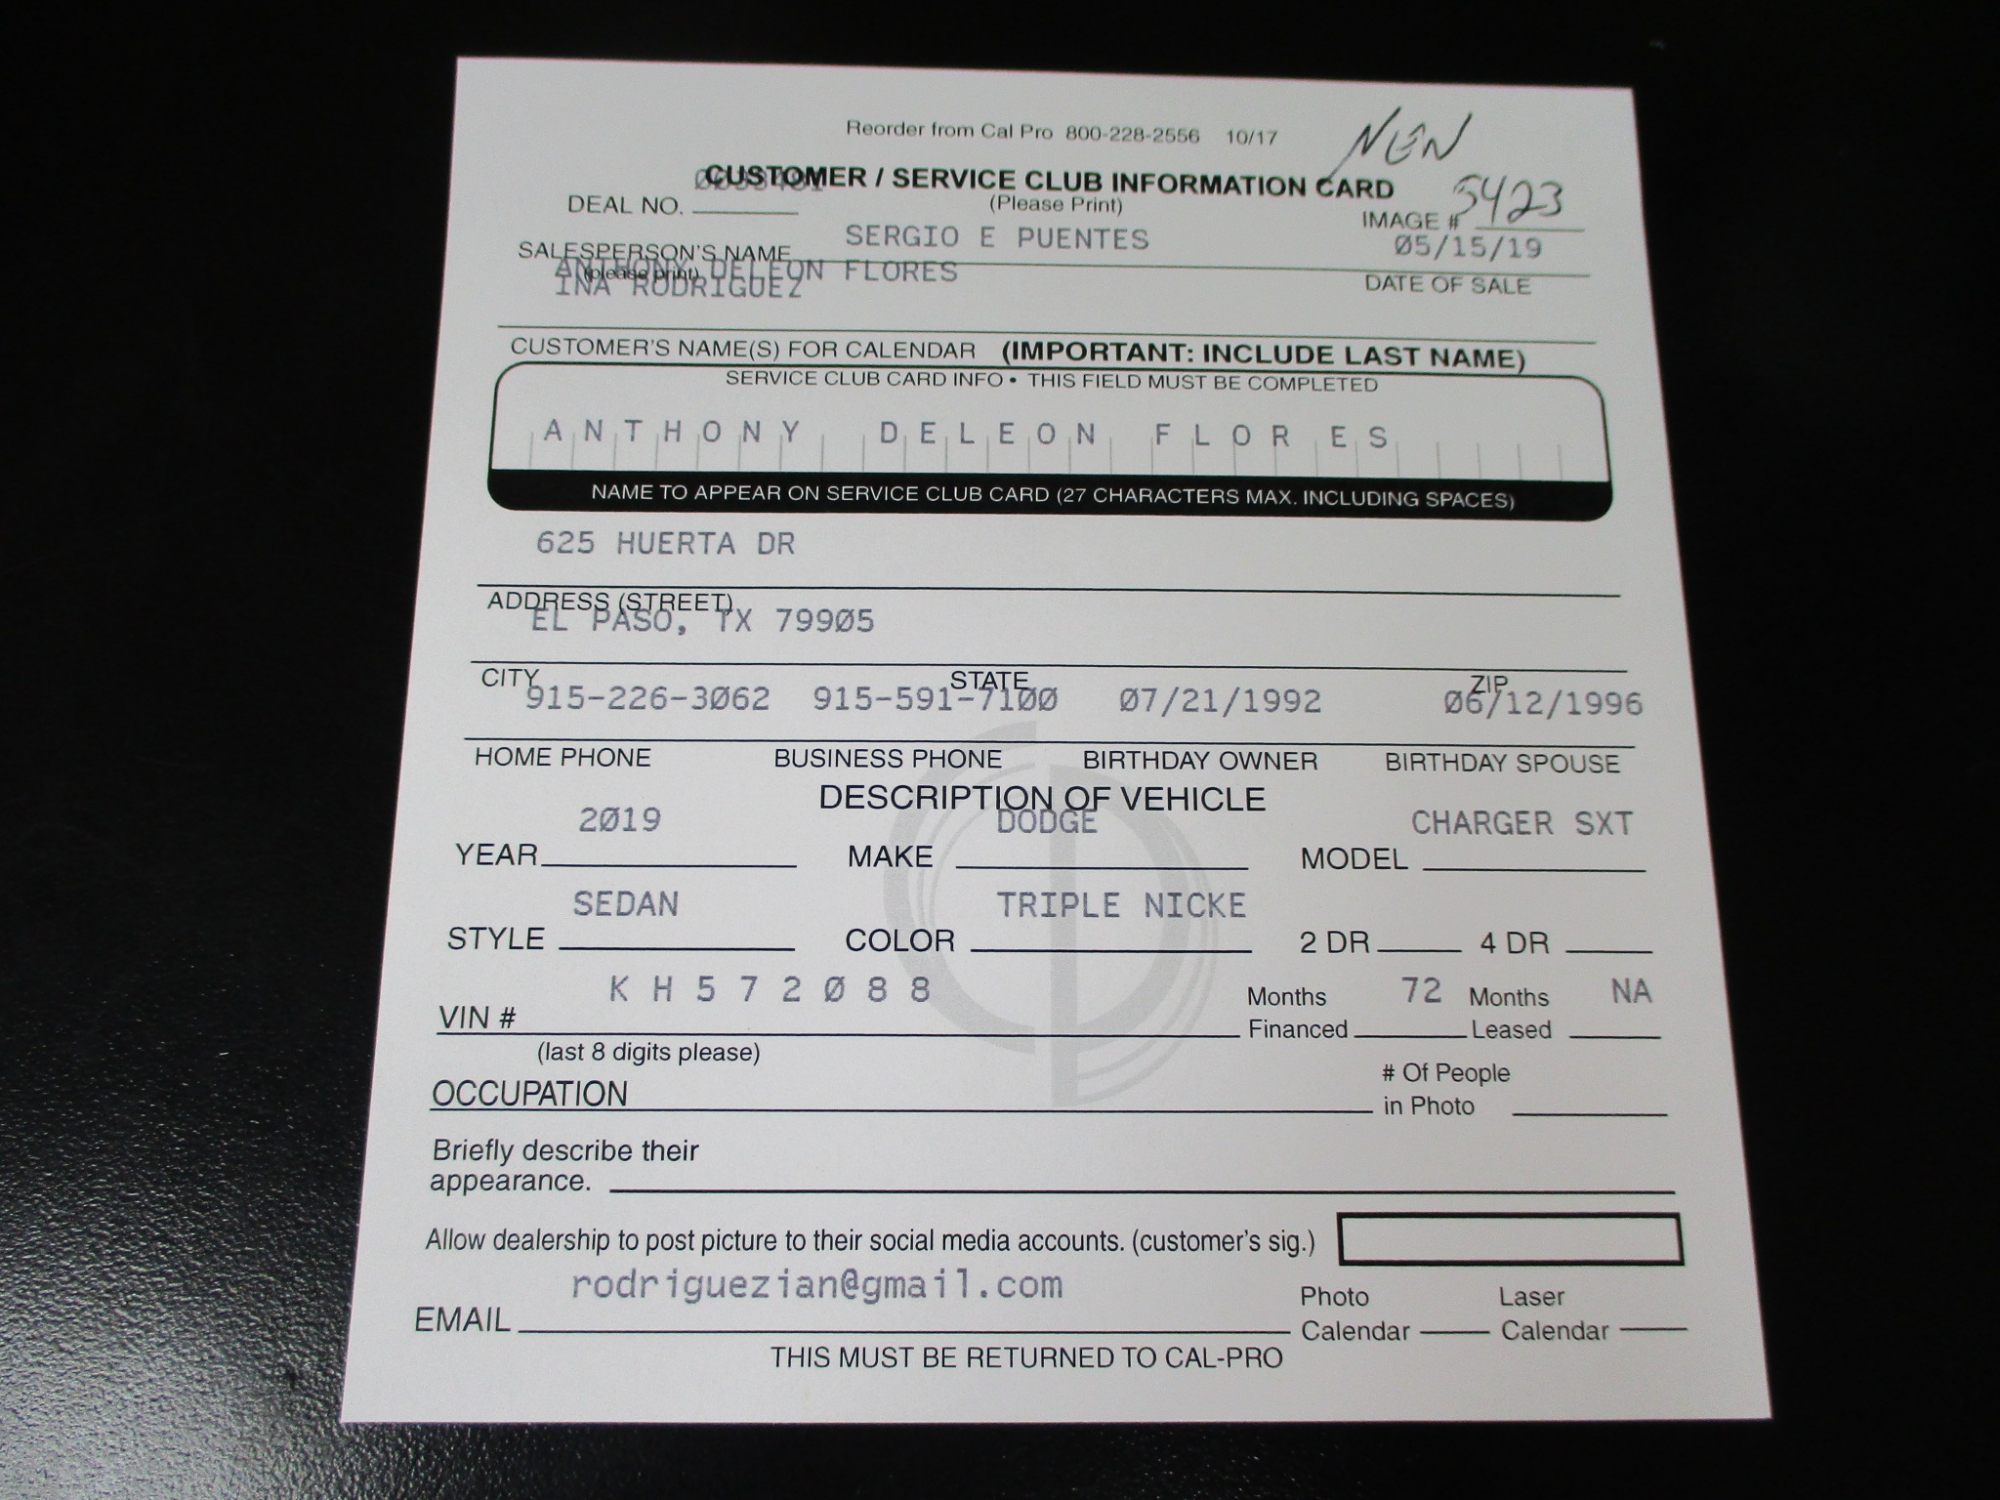 Reorder from Cal Pro 800-228-2556 10/17
NEW
CUSTOMER / SERVICE CLUB INFORMATION CARD
(Please Print)
DEAL NO.
IMAGE # 5423
SERGIO E PUENTES
05/15/19
SALESPERSON'S NAME
(please print)
DATE OF SALE
ANTHONY DELEON FLORES
INA RODRIGUEZ
CUSTOMER'S NAME(S) FOR CALENDAR (IMPORTANT: INCLUDE LAST NAME)
SERVICE CLUB CARD INFO • THIS FIELD MUST BE COMPLETED
ANTHONY DELEON FLORES
NAME TO APPEAR ON SERVICE CLUB CARD (27 CHARACTERS MAX. INCLUDING SPACES)
625 HUERTA DR
ADDRESS (STREET)
EL PASO, TX 79905
CITY STATE ZIP
915-226-3062 915-591-7100 07/21/1992 06/12/1996
HOME PHONE BUSINESS PHONE BIRTHDAY OWNER BIRTHDAY SPOUSE
DESCRIPTION OF VEHICLE
2019 DODGE CHARGER SXT
YEAR MAKE MODEL
SEDAN TRIPLE NICKE
STYLE COLOR 2 DR 4 DR
KH572088
VIN #
(last 8 digits please)
Months Financed 72 Months Leased NA
OCCUPATION
# Of People in Photo
Briefly describe their
appearance.
Allow dealership to post picture to their social media accounts. (customer's sig.)
rodriguezian@gmail.com
EMAIL
Photo Calendar Laser Calendar
THIS MUST BE RETURNED TO CAL-PRO